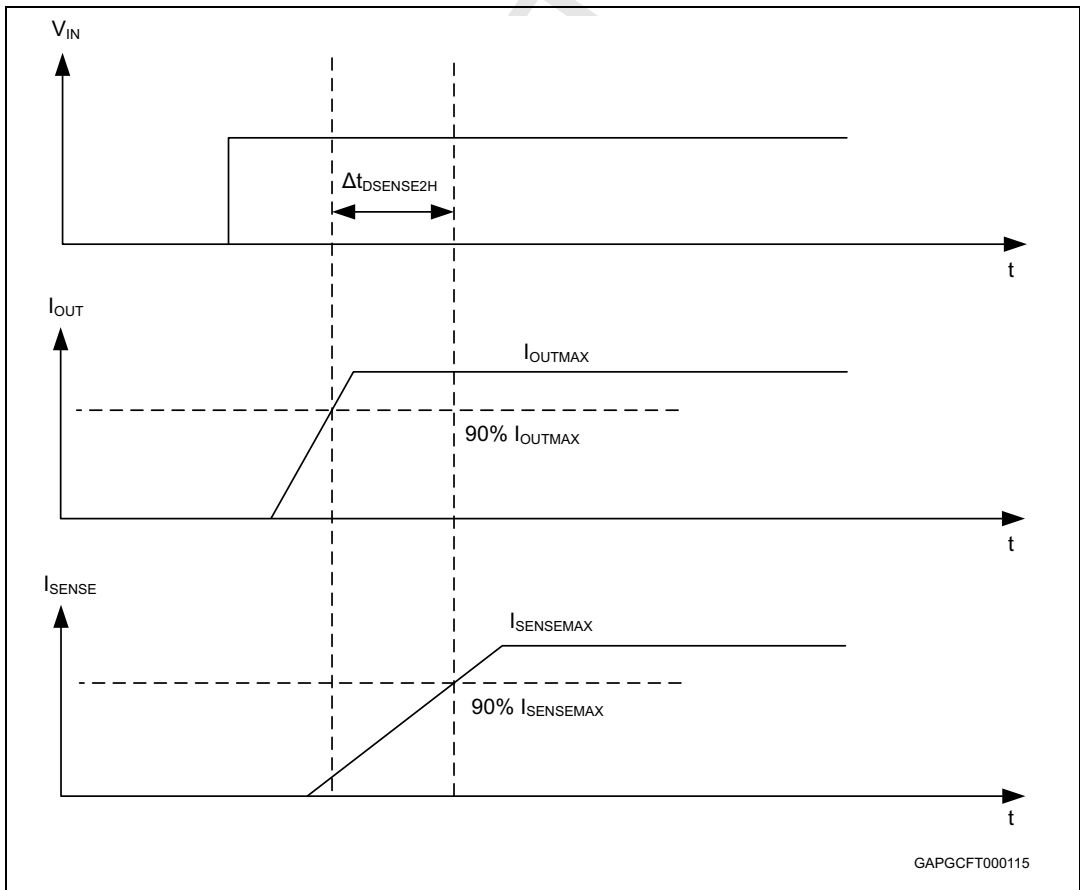 V_IN
Δt_DSENSE2H
t
I_OUT
I_OUTMAX
90% I_OUTMAX
t
I_SENSE
I_SENSEMAX
90% I_SENSEMAX
t
GAPGCFT000115